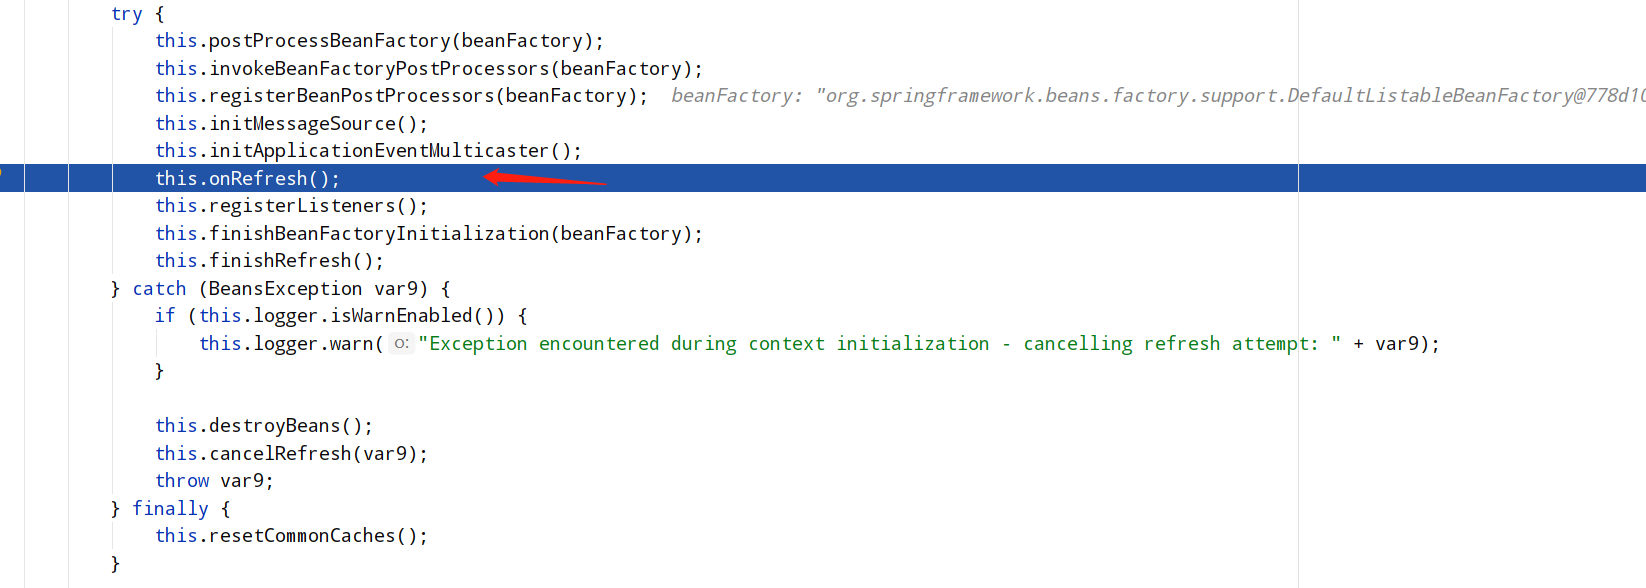 try {
this.postProcessBeanFactory(beanFactory);
this.invokeBeanFactoryPostProcessors(beanFactory);
this.registerBeanPostProcessors(beanFactory); beanFactory: "org.springframework.beans.factory.support.DefaultListableBeanFactory@778d10
this.initMessageSource();
this.initApplicationEventMulticaster();
this.onRefresh();
this.registerListeners();
this.finishBeanFactoryInitialization(beanFactory);
this.finishRefresh();
} catch (BeansException var9) {
if (this.logger.isWarnEnabled()) {
this.logger.warn( o: "Exception encountered during context initialization - cancelling refresh attempt: " + var9);
}
this.destroyBeans();
this.cancelRefresh(var9);
throw var9;
} finally {
this.resetCommonCaches();
}